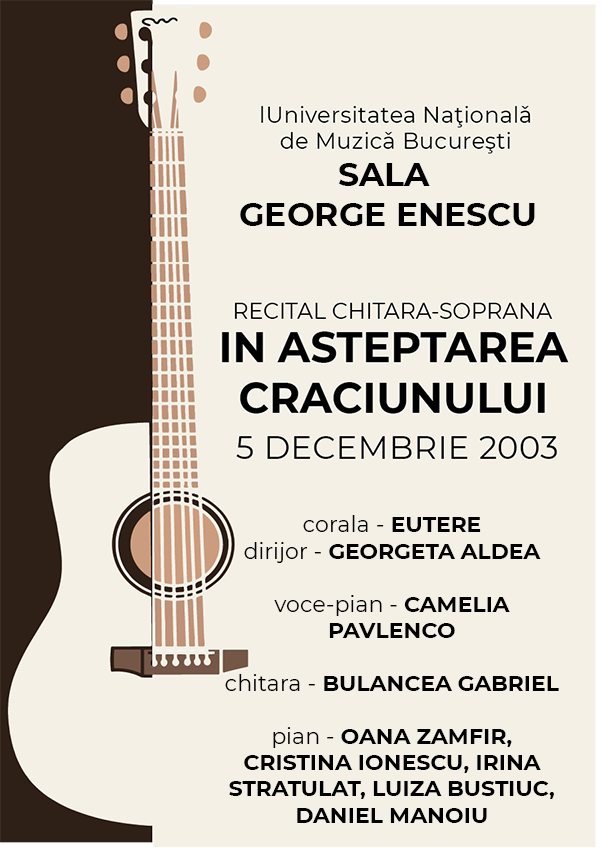 lUniversitatea Naţională
de Muzică Bucureşti
SALA
GEORGE ENESCU
RECITAL CHITARA-SOPRANA
IN ASTEPTAREA
CRACIUNULUI
5 DECEMBRIE 2003
corala - EUTERE
dirijor - GEORGETA ALDEA
voce-pian - CAMELIA
PAVLENCO
chitara - BULANCEA GABRIEL
pian - OANA ZAMFIR,
CRISTINA IONESCU, IRINA
STRATULAT, LUIZA BUSTIUC,
DANIEL MANOIU